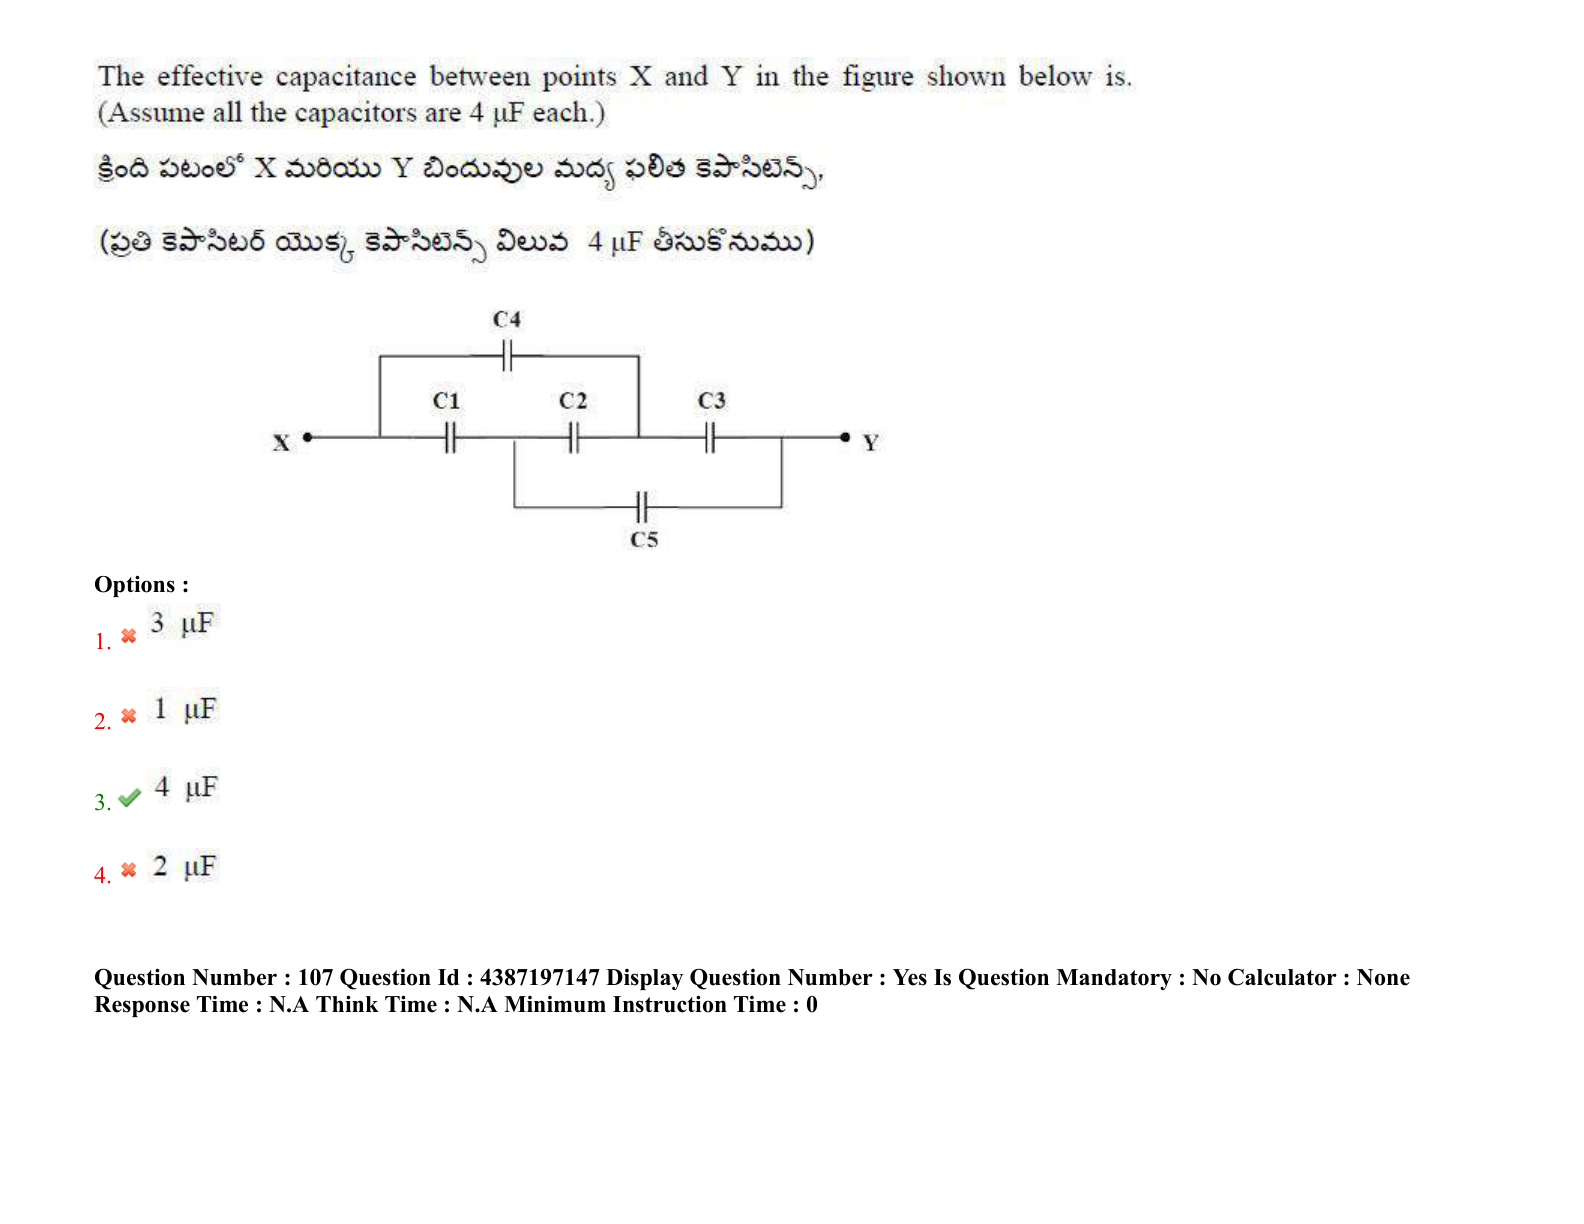 The effective capacitance between points X and Y in the figure shown below is.
(Assume all the capacitors are 4 μF each.)
క్రింది పటంలో X మరియు Y బిందువుల మద్య ఫలిత కెపాసిటెన్స్,
(ప్రతి కెపాసిటర్ యొక్క కెపాసిటెన్స్ విలువ 4 μF తీసుకొనుము)
C4
C1 C2 C3
X Y
C5
Options :
1. 3 μF
2. 1 μF
3. 4 μF
4. 2 μF
Question Number : 107 Question Id : 4387197147 Display Question Number : Yes Is Question Mandatory : No Calculator : None
Response Time : N.A Think Time : N.A Minimum Instruction Time : 0